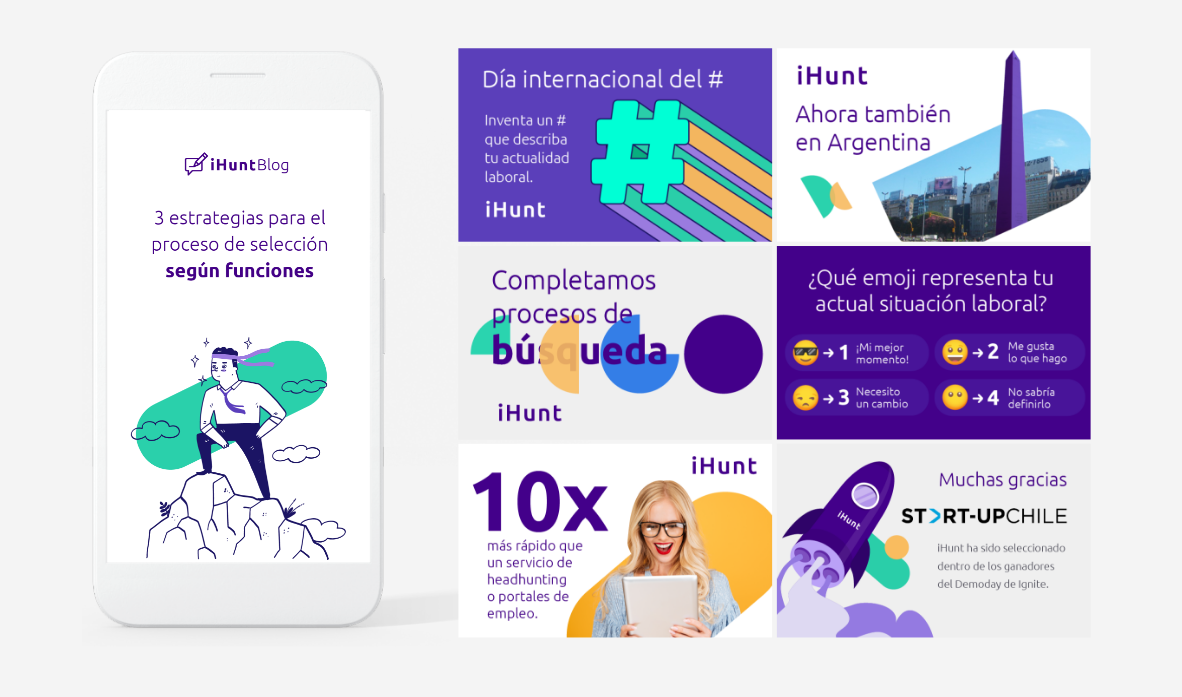 iHuntBlog
3 estrategias para el
proceso de selección
según funciones
Día internacional del #
Inventa un #
que describa
tu actualidad
laboral.
#
iHunt
iHunt
Ahora también
en Argentina
Completamos
procesos de
búsqueda
iHunt
¿Qué emoji representa tu
actual situación laboral?
1 ¡Mi mejor
momento!
2 Me gusta
lo que hago
3 Necesito
un cambio
4 No sabría
definirlo
iHunt
10x
más rápido que
un servicio de
headhunting
o portales de
empleo.
iHunt
Muchas gracias
START-UPCHILE
iHunt ha sido seleccionado
dentro de los ganadores
del Demoday de Ignite.